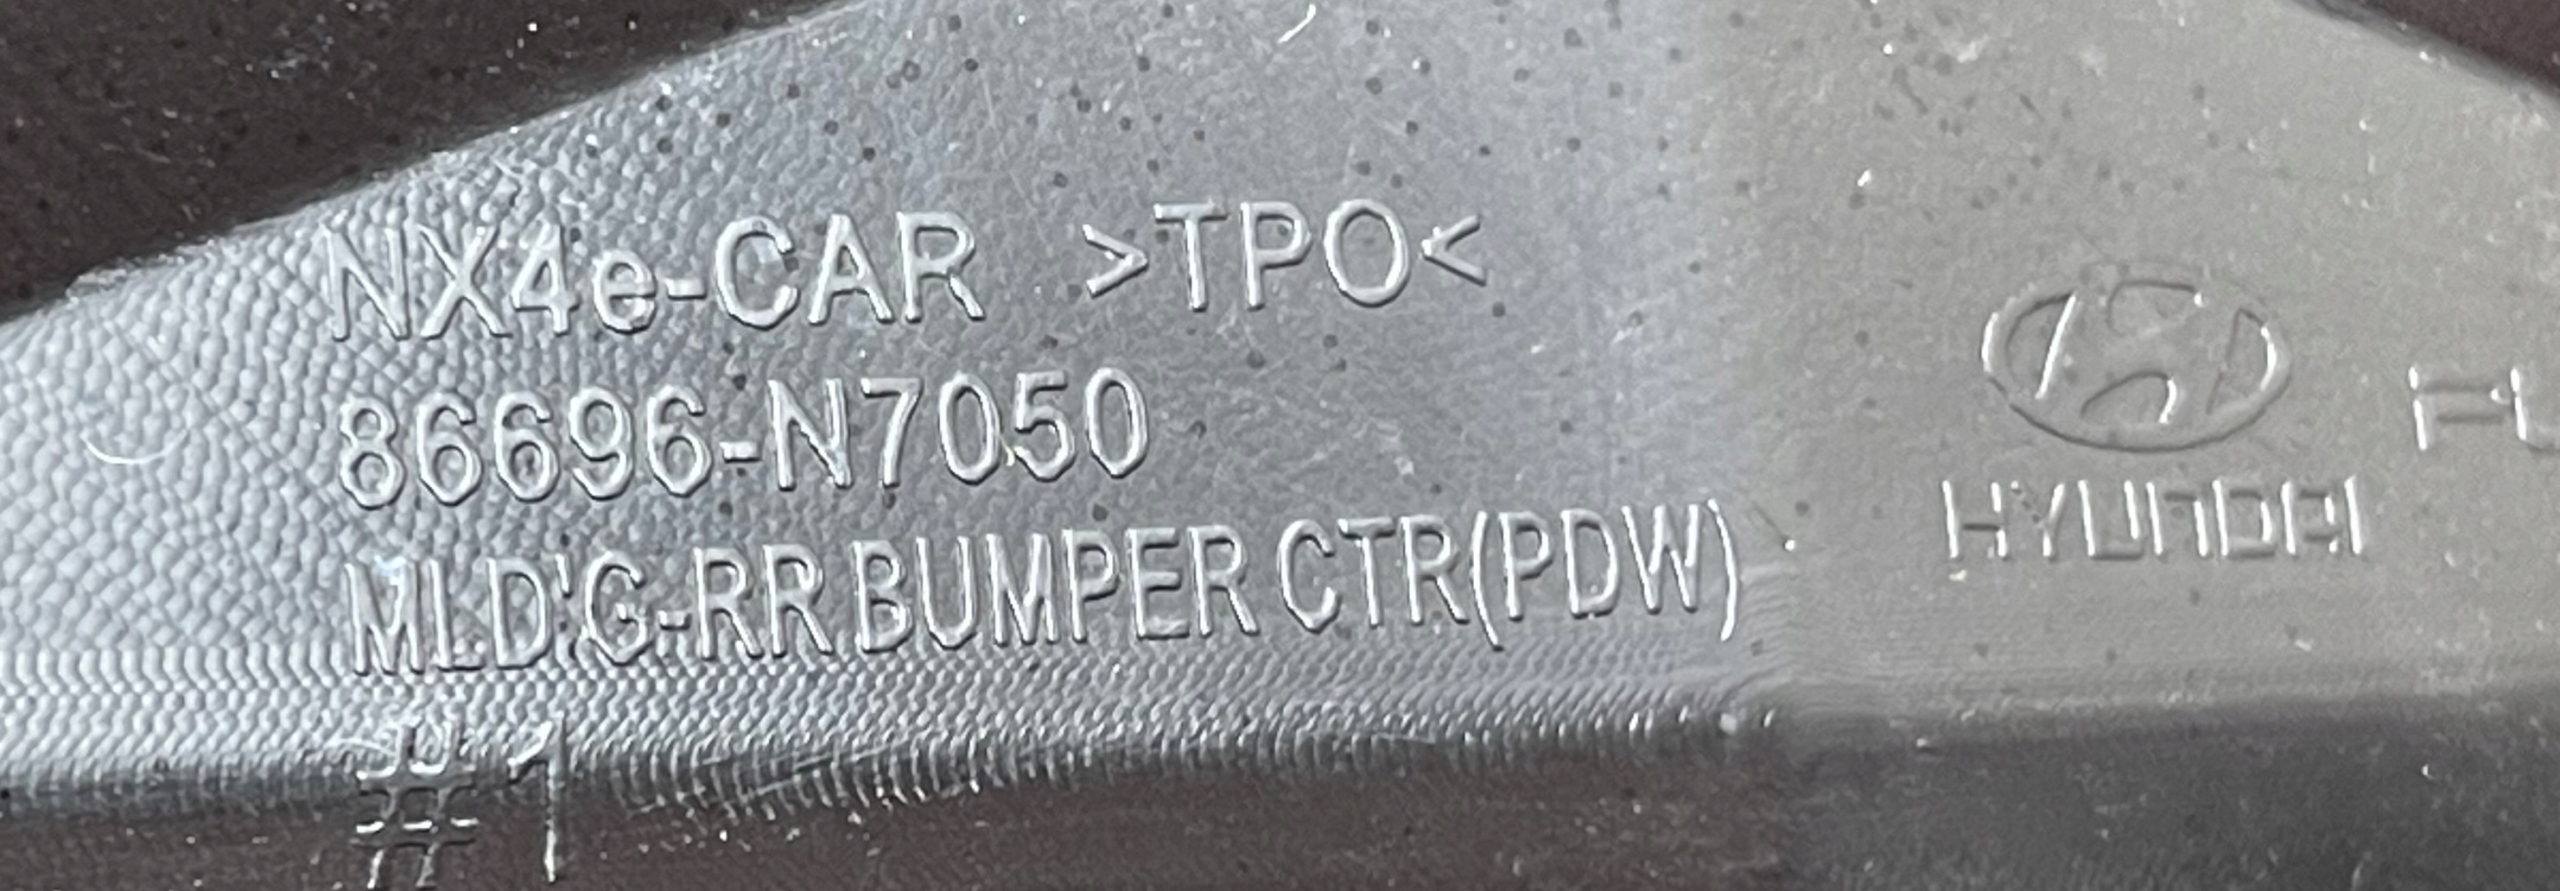 NX4e-CAR >TPO<
86696-N7050
MLD'G-RR BUMPER CTR(PDW)
#1
HYUNDAI